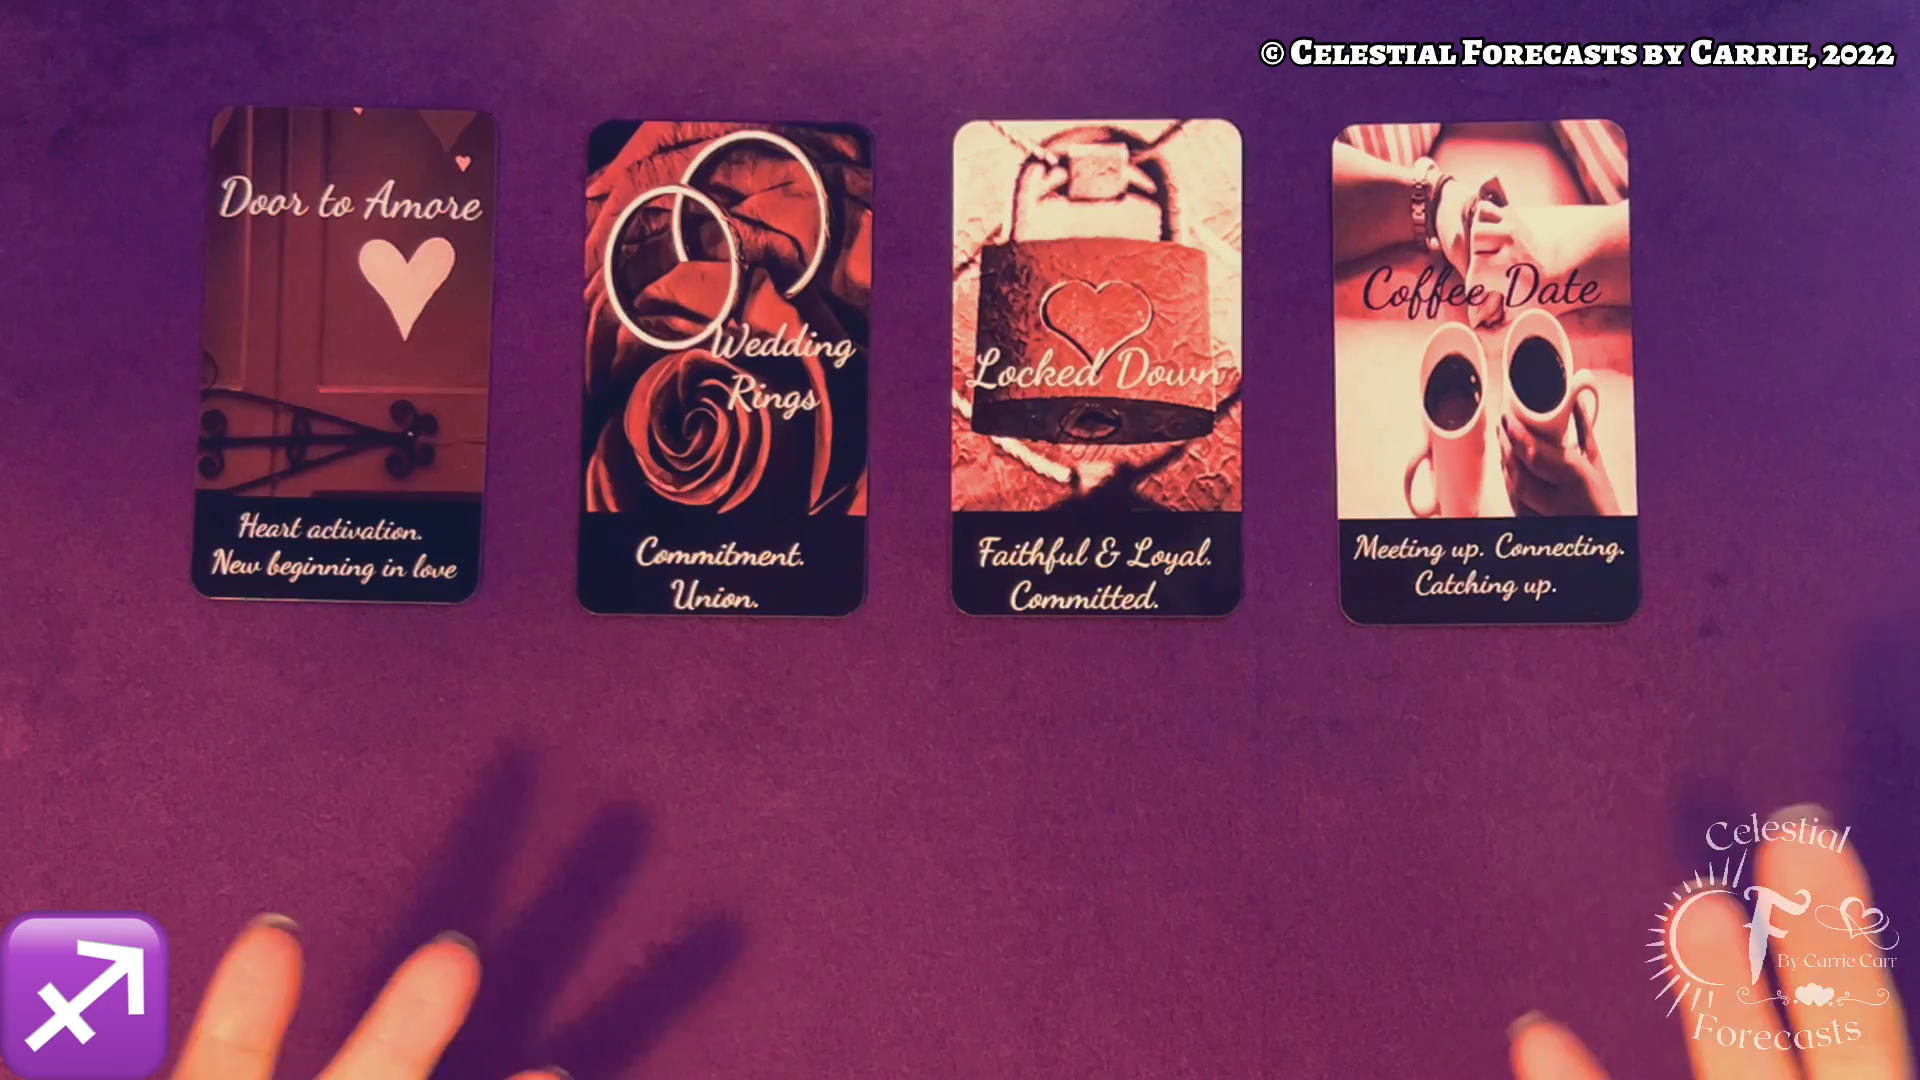 © Celestial Forecasts by Carrie, 2022
Door to Amore
Heart activation.
New beginning in love
Wedding
Rings
Commitment.
Union.
Locked Down
Faithful & Loyal.
Committed.
Coffee Date
Meeting up. Connecting.
Catching up.
Celestial
F
By Carrie Carr
Forecasts